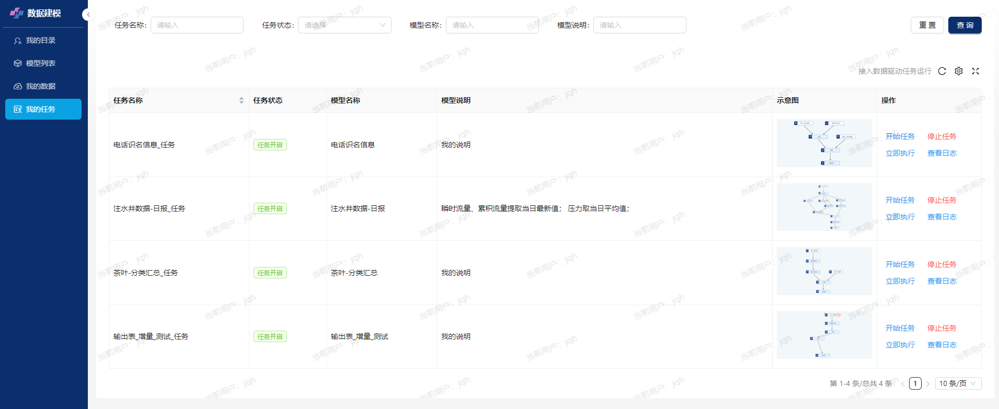 数据建模
我的目录
模型列表
我的数据
我的任务
任务名称: 请输入 任务状态: 请选择 模型名称: 请输入 模型说明: 请输入 重 置 查 询
接入数据驱动任务运行
任务名称 任务状态 模型名称 模型说明 示意图 操作
电话识名信息_任务 任务开启 电话识名信息 我的说明 开始任务 停止任务
立即执行 查看日志
注水井数据-日报_任务 任务开启 注水井数据-日报 瞬时流量、累积流量提取当日最新值; 压力取当日平均值; 开始任务 停止任务
立即执行 查看日志
茶叶-分类汇总_任务 任务开启 茶叶-分类汇总 我的说明 开始任务 停止任务
立即执行 查看日志
输出表_增量_测试_任务 任务开启 输出表_增量_测试 我的说明 开始任务 停止任务
立即执行 查看日志
第 1-4 条/总共 4 条 < 1 > 10 条/页
当前用户: jqh